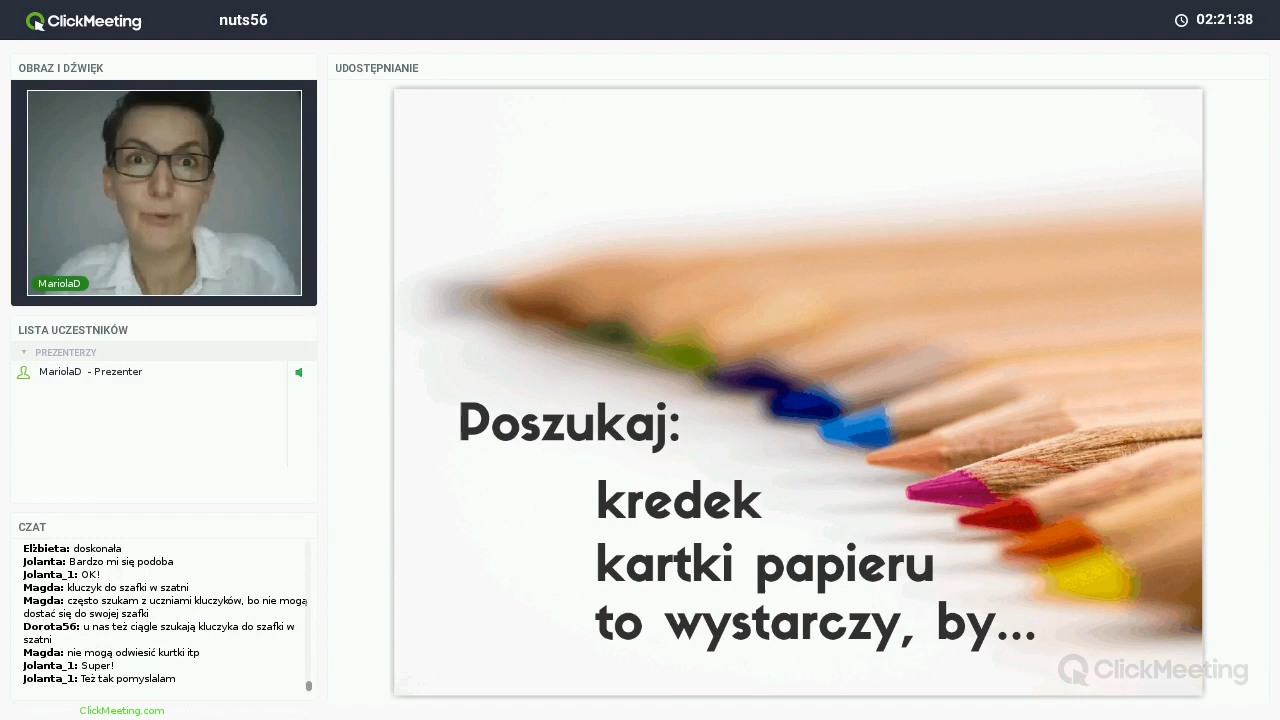 ClickMeeting
nuts56
02:21:38
OBRAZ I DŹWIĘK
MariolaD
LISTA UCZESTNIKÓW
PREZENTERZY
MariolaD - Prezenter
CZAT
Elżbieta: doskonała
Jolanta: Bardzo mi się podoba
Jolanta_1: OK!
Magda: kluczyk do szafki w szatni
Magda: często szukam z uczniami kluczyków, bo nie mogą
dostać się do swojej szafki
Dorota56: u nas też ciągle szukają kluczyka do szafki w
szatni
Magda: nie mogą odwiesić kurtki itp
Jolanta_1: Super!
Jolanta_1: Też tak pomyslalam
ClickMeeting.com
UDOSTĘPNIANIE
Poszukaj:
kredek
kartki papieru
to wystarczy, by...
ClickMeeting